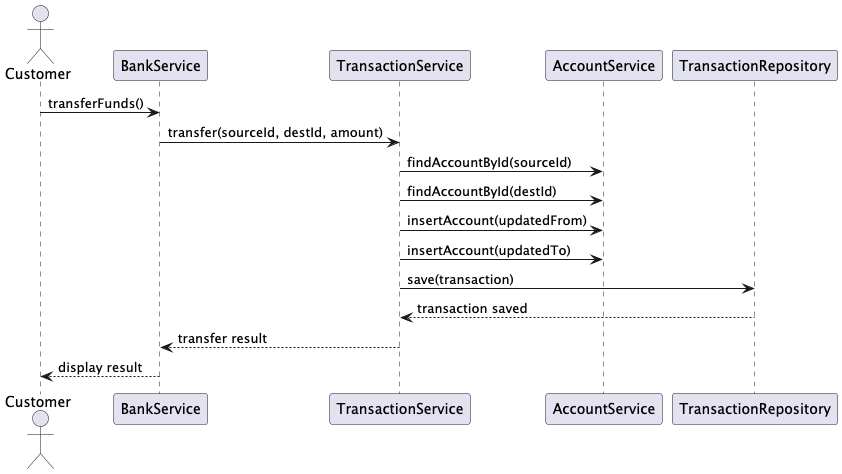 Customer
BankService
TransactionService
AccountService
TransactionRepository
transferFunds()
transfer(sourceId, destId, amount)
findAccountById(sourceId)
findAccountById(destId)
insertAccount(updatedFrom)
insertAccount(updatedTo)
save(transaction)
transaction saved
transfer result
display result
Customer
BankService
TransactionService
AccountService
TransactionRepository